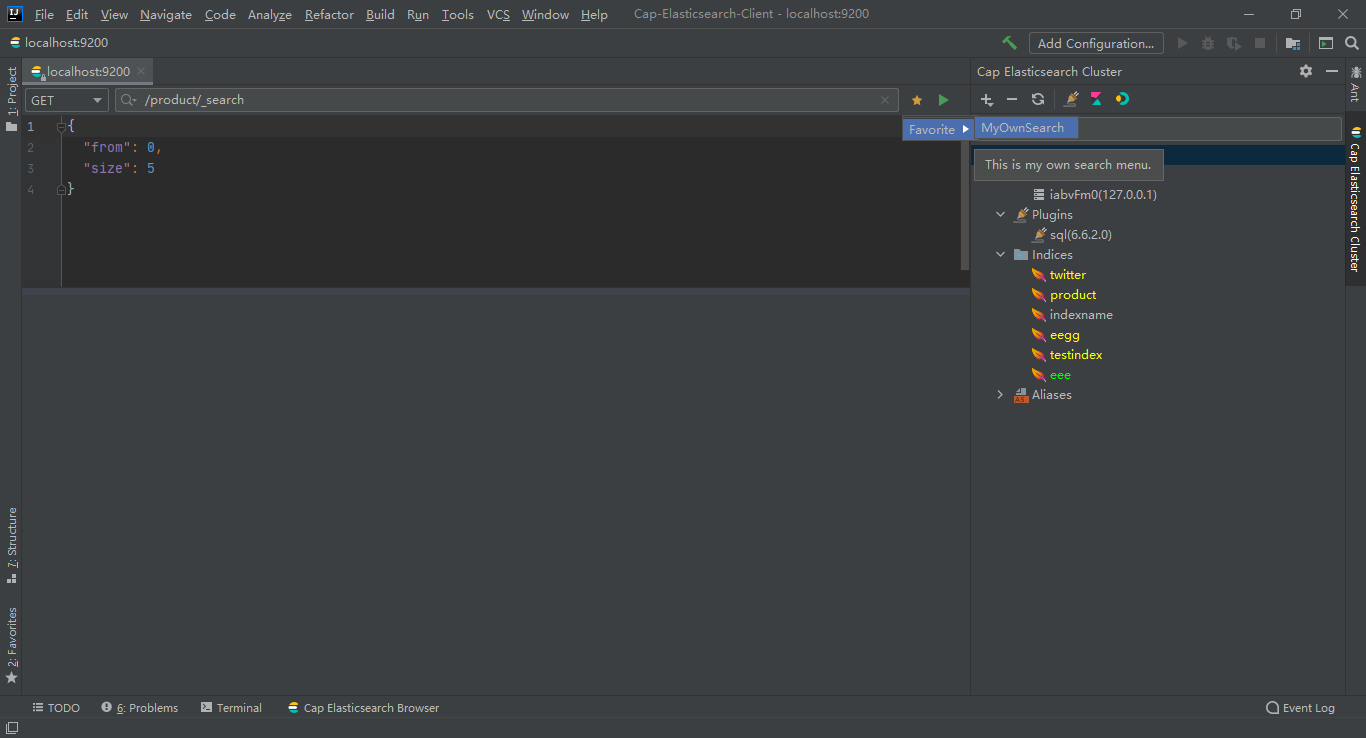 File Edit View Navigate Code Analyze Refactor Build Run Tools VCS Window Help Cap-Elasticsearch-Client - localhost:9200
localhost:9200
Add Configuration...
1: Project
localhost:9200
Cap Elasticsearch Cluster
Ant
GET
/product/_search
Favorite
MyOwnSearch
This is my own search menu.
1 {
2 "from": 0,
3 "size": 5
4 }
iabvFm0(127.0.0.1)
Plugins
sql(6.6.2.0)
Indices
twitter
product
indexname
eegg
testindex
eee
Aliases
Cap Elasticsearch Cluster
7: Structure
2: Favorites
TODO
6: Problems
Terminal
Cap Elasticsearch Browser
Event Log